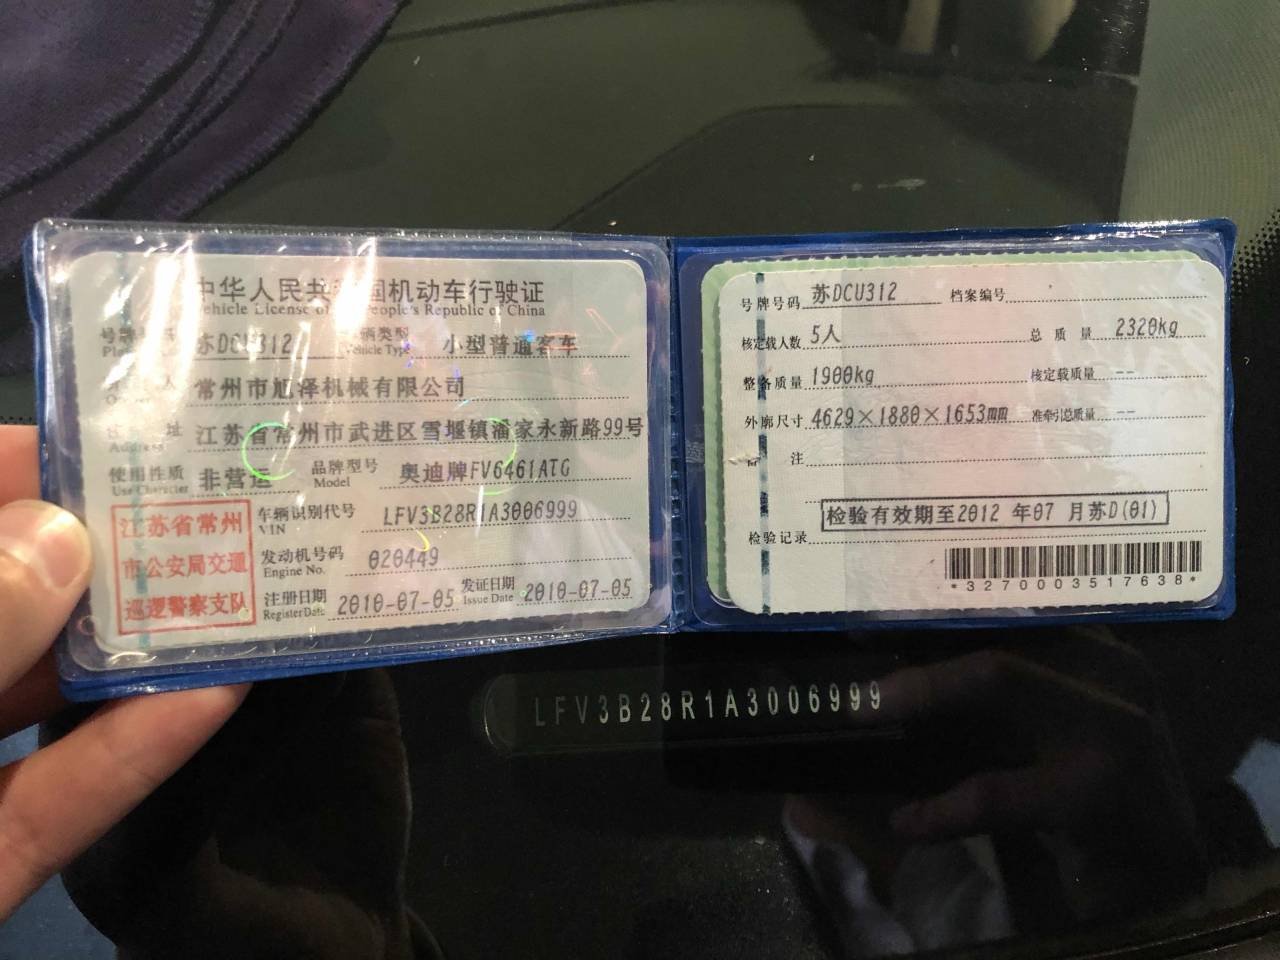 中华人民共和国机动车行驶证
Vehicle License of the People's Republic of China
号牌号码 苏DCU312 车辆类型 小型普通客车
Vehicle Type
常州市旭泽机械有限公司
住址 江苏省常州市武进区雪堰镇潘家永新路99号
Address
使用性质 非营运 品牌型号 奥迪牌FV6461ATG
Use Character Model
江苏省常州
市公安局交通
巡逻警察支队
车辆识别代号 LFV3B28R1A3006999
VIN
发动机号码 020449
Engine No.
注册日期 2010-07-05 发证日期 2010-07-05
Register Date Issue Date
号牌号码 苏DCU312 档案编号
核定载人数 5人 总质量 2320kg
整备质量 1900kg 核定载质量 --
外廓尺寸 4629×1880×1653mm 准牵引总质量 --
备注
检验有效期至2012 年07 月苏D(01)
检验记录
*3270003517638*
LFV3B28R1A3006999